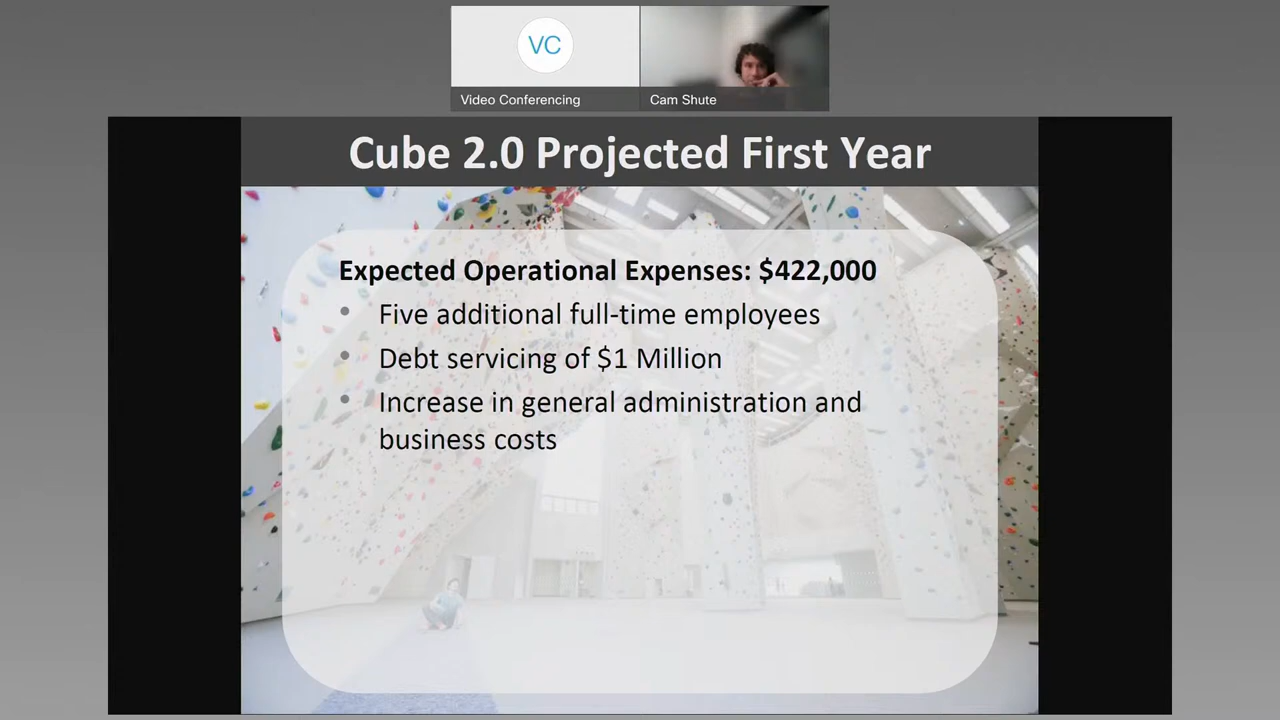 VC
Video Conferencing
Cam Shute
Cube 2.0 Projected First Year
Expected Operational Expenses: $422,000
• Five additional full-time employees
• Debt servicing of $1 Million
• Increase in general administration and
business costs